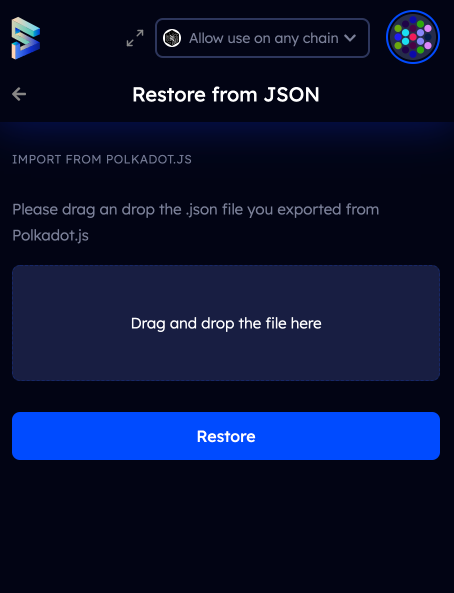 Allow use on any chain
Restore from JSON
IMPORT FROM POLKADOT.JS
Please drag an drop the .json file you exported from
Polkadot.js
Drag and drop the file here
Restore